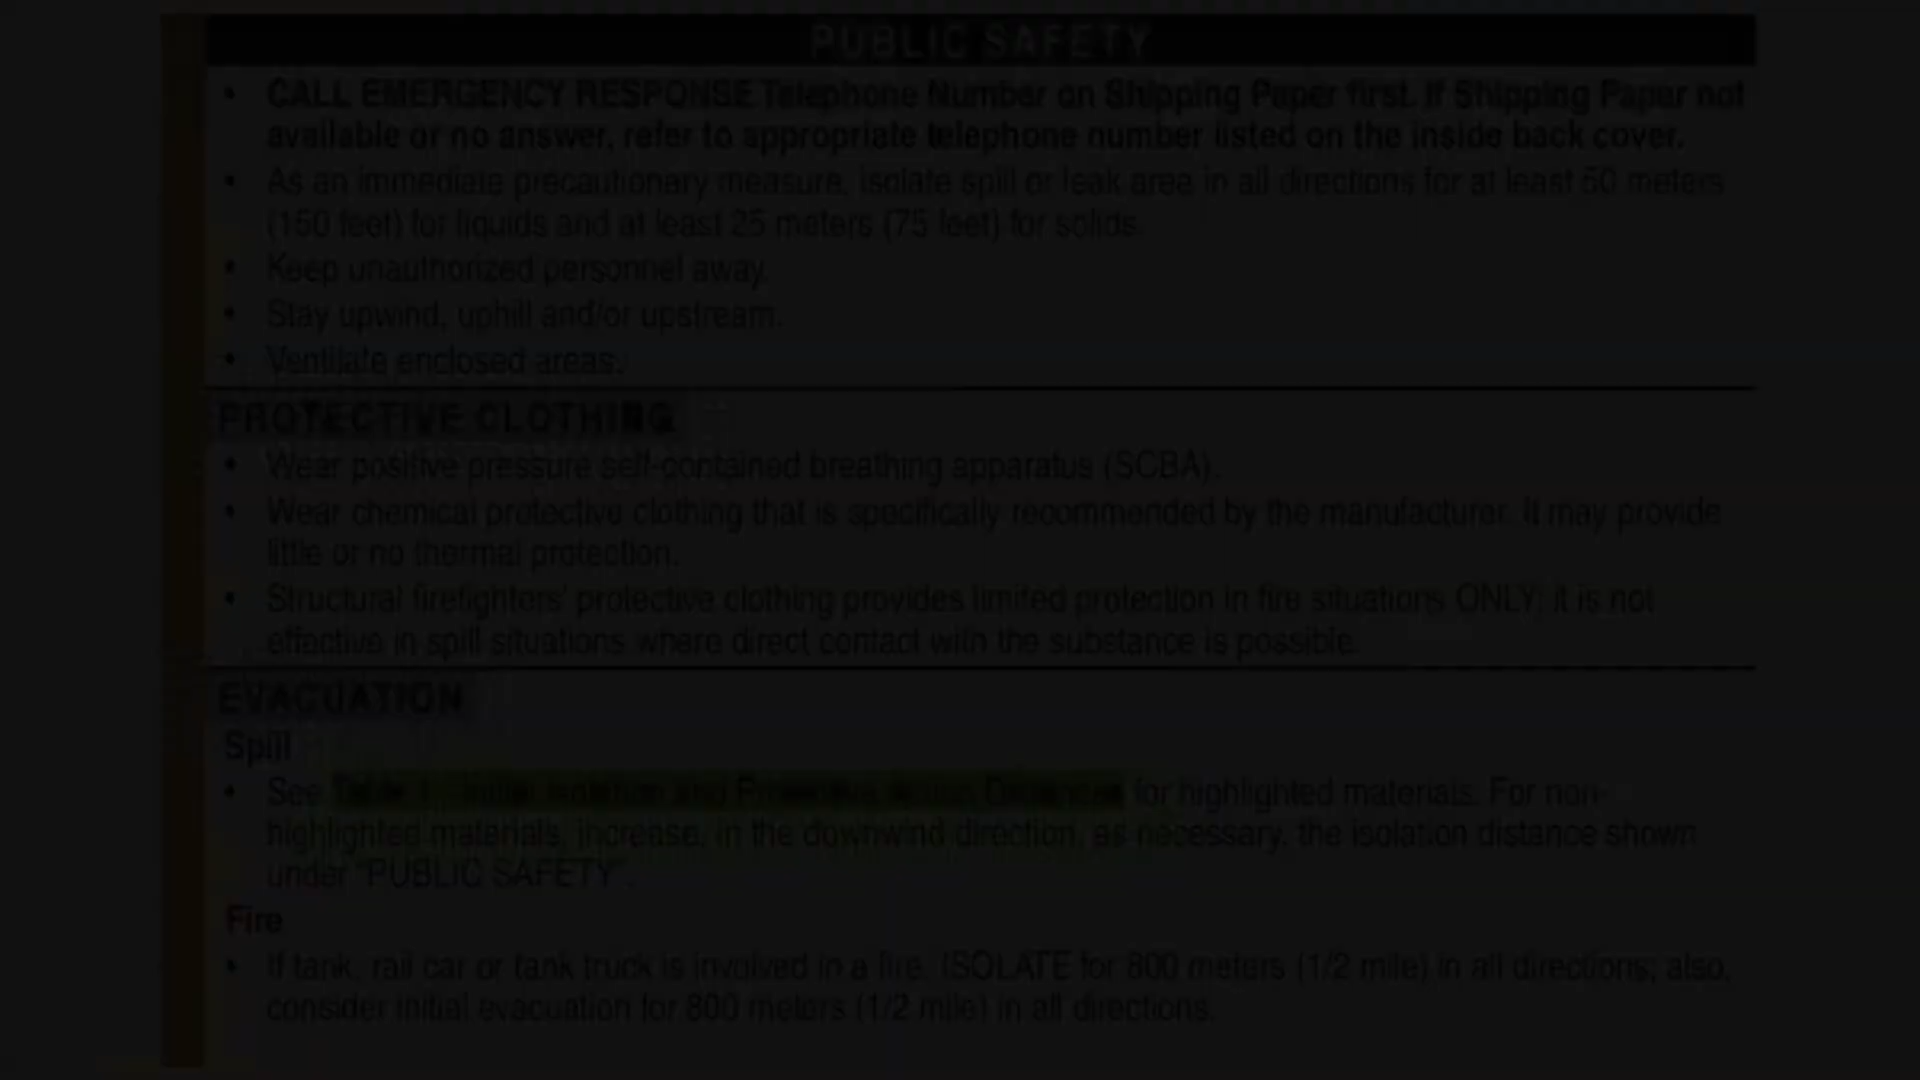 PUBLIC SAFETY
• CALL EMERGENCY RESPONSE Telephone Number on Shipping Paper first. If Shipping Paper not
available or no answer, refer to appropriate telephone number listed on the inside back cover.
• As an immediate precautionary measure, isolate spill or leak area in all directions for at least 50 meters
(150 feet) for liquids and at least 25 meters (75 feet) for solids.
• Keep unauthorized personnel away.
• Stay upwind, uphill and/or upstream.
• Ventilate enclosed areas.
PROTECTIVE CLOTHING
• Wear positive pressure self-contained breathing apparatus (SCBA).
• Wear chemical protective clothing that is specifically recommended by the manufacturer. It may provide
little or no thermal protection.
• Structural firefighters' protective clothing provides limited protection in fire situations ONLY; it is not
effective in spill situations where direct contact with the substance is possible.
EVACUATION
Spill
• See Table 1 - Initial Isolation and Protective Action Distances for highlighted materials. For non-
highlighted materials, increase, in the downwind direction, as necessary, the isolation distance shown
under "PUBLIC SAFETY".
Fire
• If tank, rail car or tank truck is involved in a fire, ISOLATE for 800 meters (1/2 mile) in all directions; also,
consider initial evacuation for 800 meters (1/2 mile) in all directions.